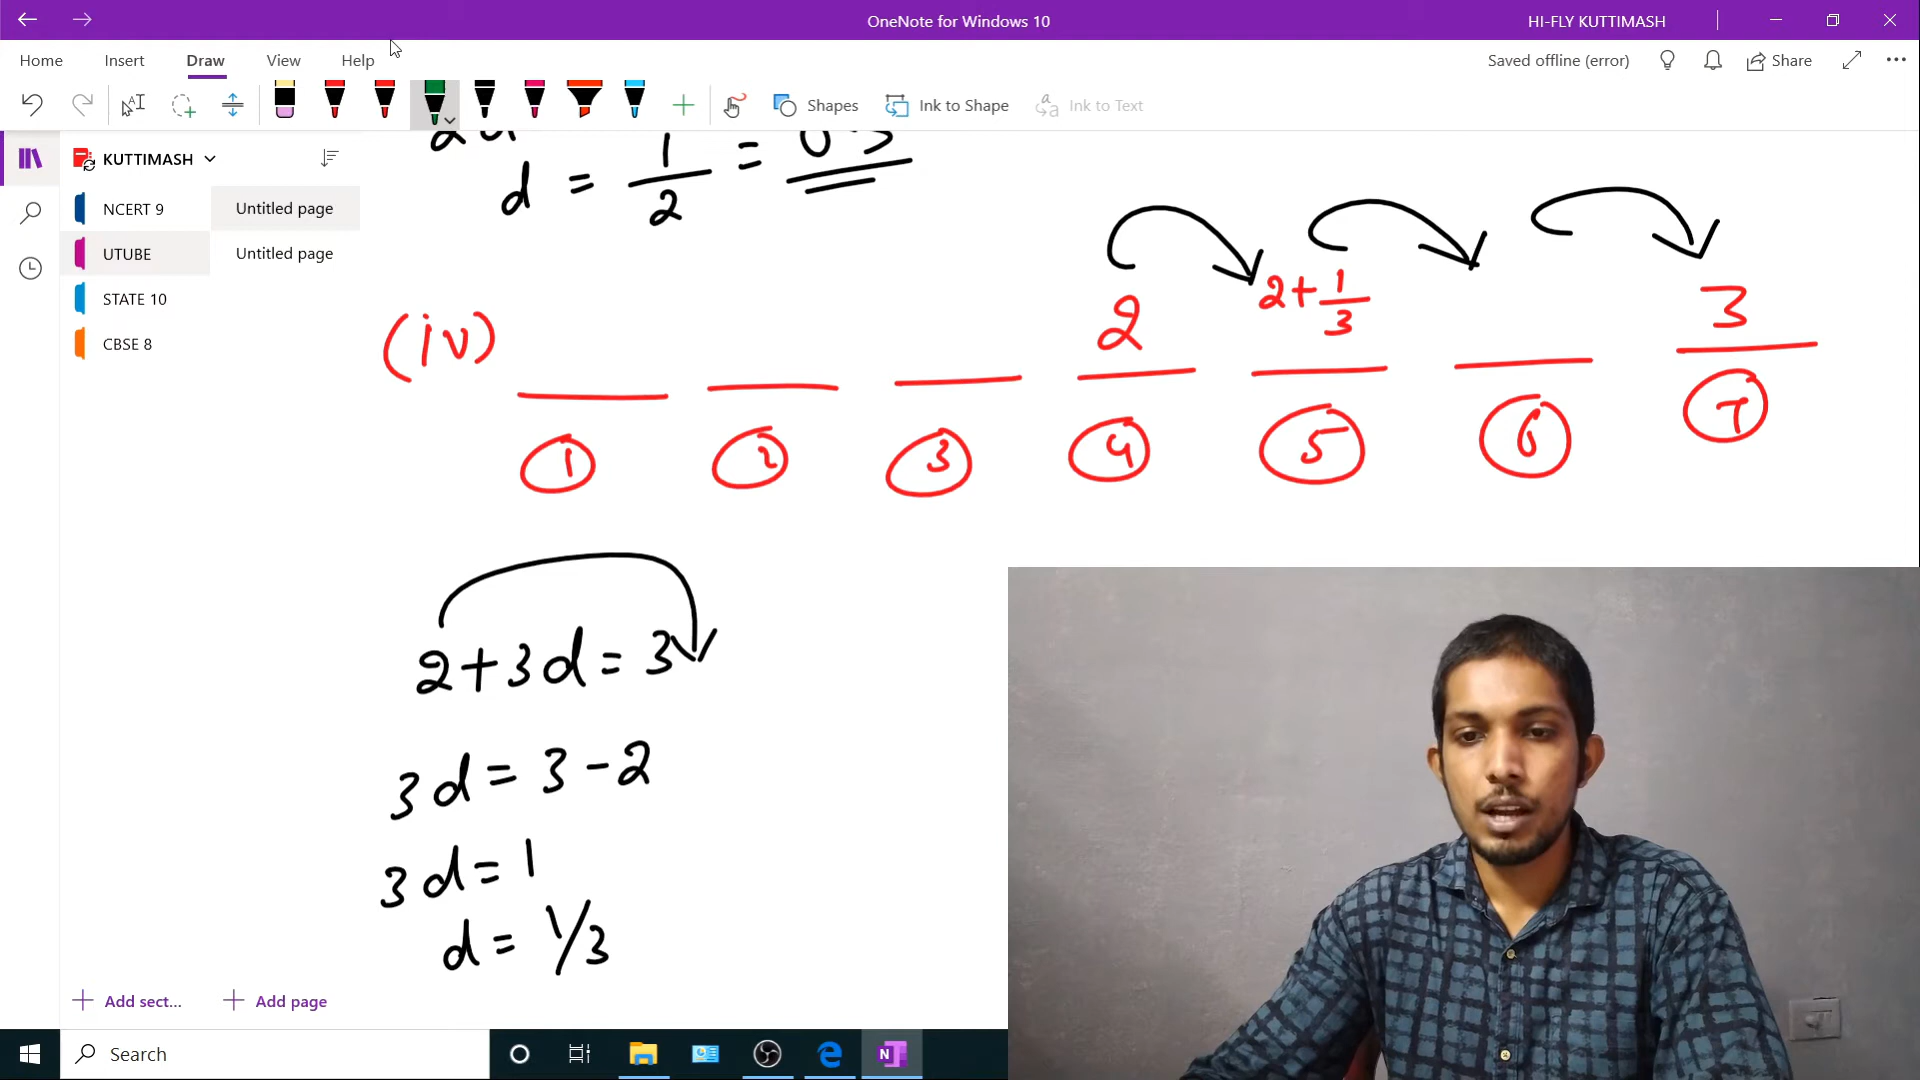 OneNote for Windows 10
HI-FLY KUTTIMASH
Home Insert Draw View Help
Saved offline (error) Share
Shapes Ink to Shape Ink to Text
KUTTIMASH
NCERT 9 Untitled page
UTUBE Untitled page
STATE 10
CBSE 8
d = 1/2 =
(iv) 2 2+1/3 3
1 2 3 4 5 6 7
2+3d=3
3d=3-2
3d=1
d=1/3
Add sect... Add page
Search